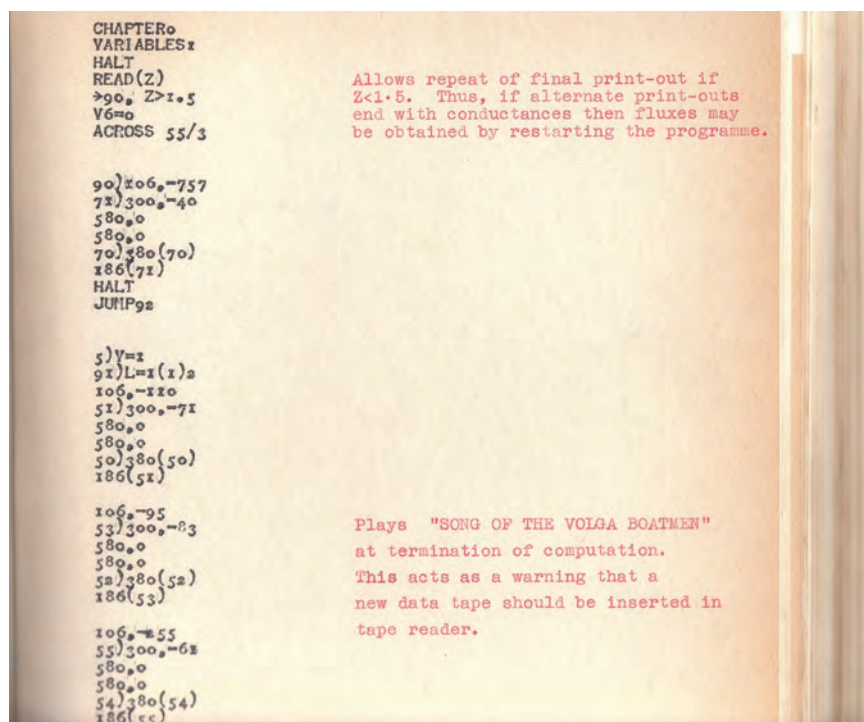 CHAPTER0
VARIABLES1
HALT
READ(Z)
→90, Z>1.5
V6=0
ACROSS 55/3
Allows repeat of final print-out if
Z<1·5. Thus, if alternate print-outs
end with conductances then fluxes may
be obtained by restarting the programme.
90)106,-757
71)300,-40
580,0
580,0
70)380(70)
186(71)
HALT
JUMP92
5)Y=1
91)L=1(1)2
106,-110
51)300,-71
580,0
580,0
50)380(50)
186(51)
106,-95
53)300,-83
580,0
580,0
52)380(52)
186(53)
Plays "SONG OF THE VOLGA BOATMEN"
at termination of computation.
This acts as a warning that a
new data tape should be inserted in
tape reader.
106,-255
55)300,-61
580,0
580,0
54)380(54)
186(55)